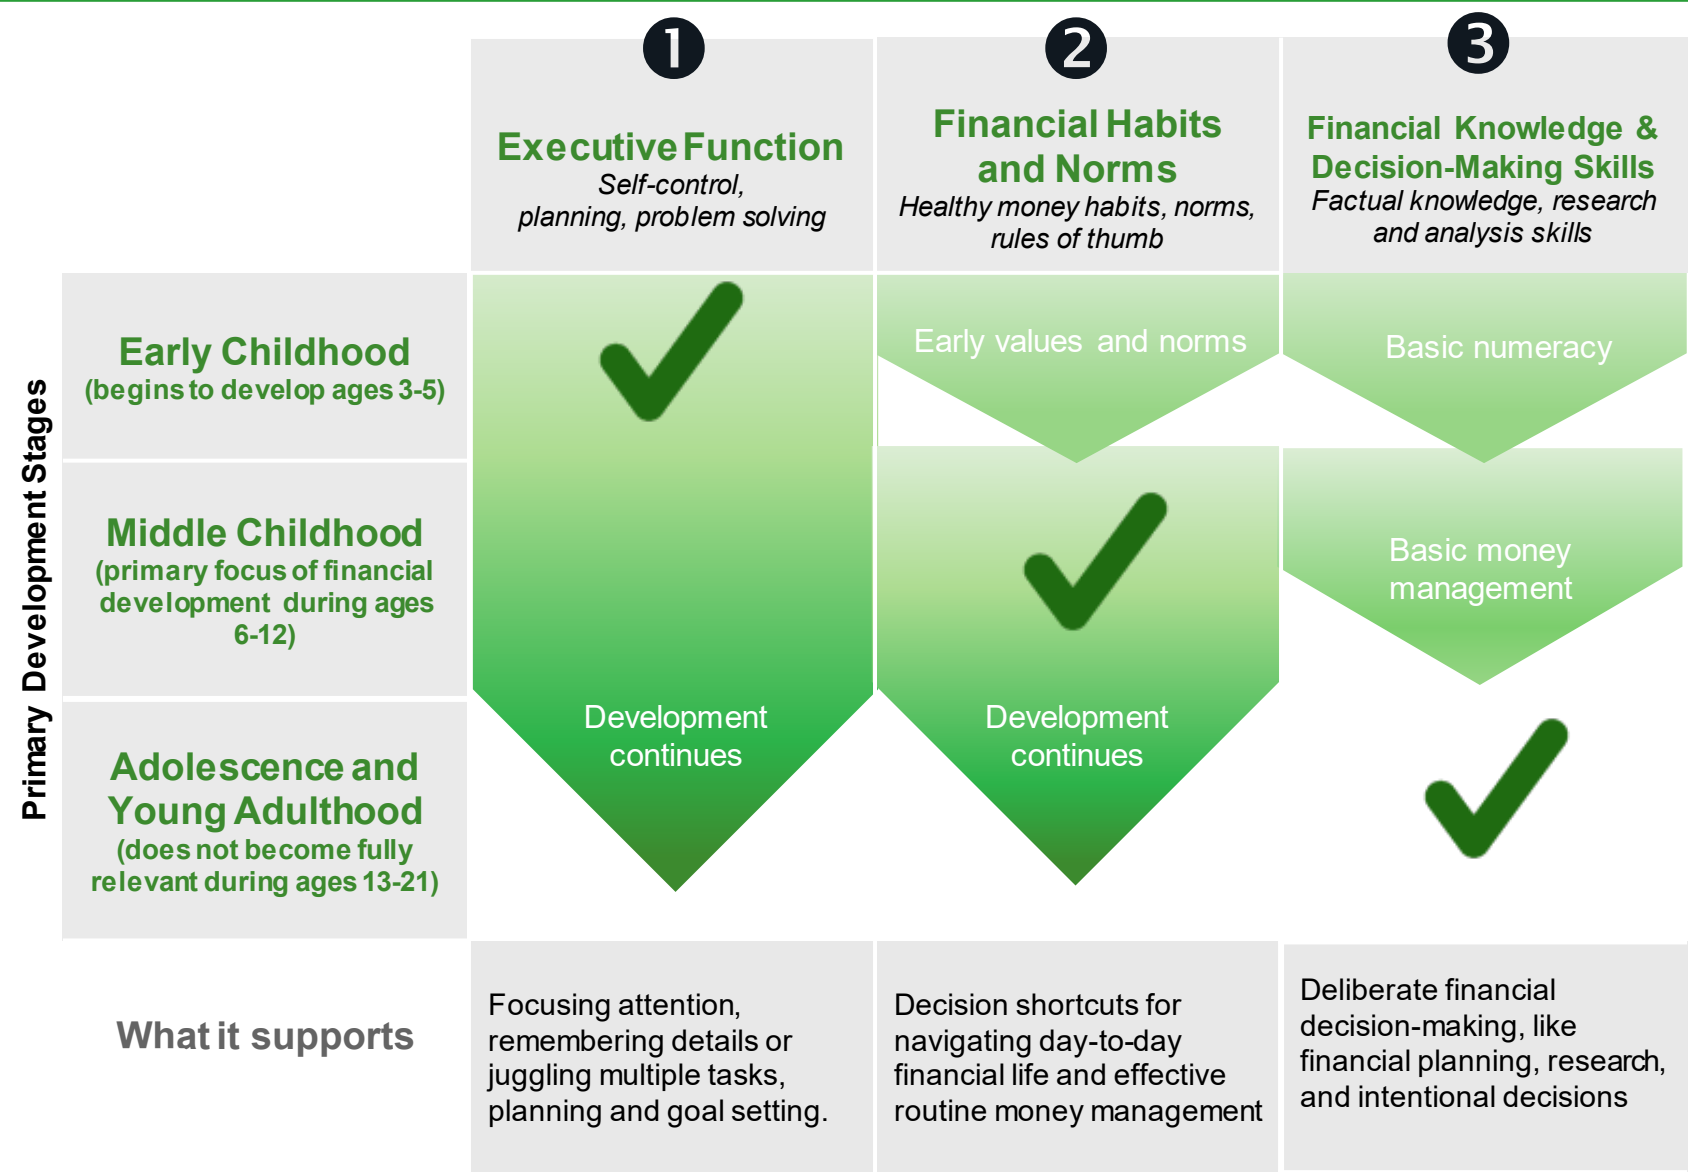 1
Executive Function
Self-control,
planning, problem solving
2
Financial Habits
and Norms
Healthy money habits, norms,
rules of thumb
3
Financial Knowledge &
Decision-Making Skills
Factual knowledge, research
and analysis skills
Primary Development Stages
Early Childhood
(begins to develop ages 3-5)
Early values and norms
Basic numeracy
Middle Childhood
(primary focus of financial
development during ages
6-12)
Basic money
management
Adolescence and
Young Adulthood
(does not become fully
relevant during ages 13-21)
Development
continues
Development
continues
What it supports
Focusing attention,
remembering details or
juggling multiple tasks,
planning and goal setting.
Decision shortcuts for
navigating day-to-day
financial life and effective
routine money management
Deliberate financial
decision-making, like
financial planning, research,
and intentional decisions